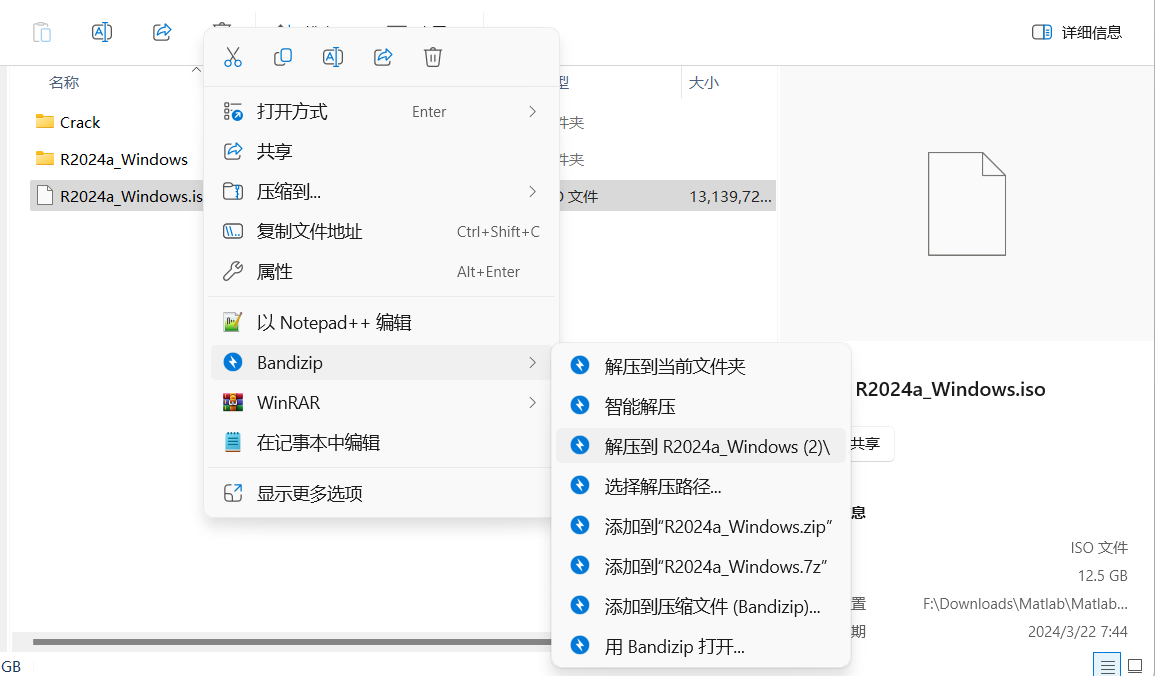 详细信息
名称
型
大小
Crack
件夹
R2024a_Windows
件夹
R2024a_Windows.is
文件
13,139,72...
打开方式
Enter
共享
压缩到...
复制文件地址
Ctrl+Shift+C
属性
Alt+Enter
以 Notepad++ 编辑
Bandizip
WinRAR
在记事本中编辑
显示更多选项
解压到当前文件夹
智能解压
解压到 R2024a_Windows (2)\
选择解压路径...
添加到“R2024a_Windows.zip”
添加到“R2024a_Windows.7z”
添加到压缩文件 (Bandizip)...
用 Bandizip 打开...
R2024a_Windows.iso
共享
息
ISO 文件
12.5 GB
置
F:\Downloads\Matlab\Matlab...
期
2024/3/22 7:44
GB